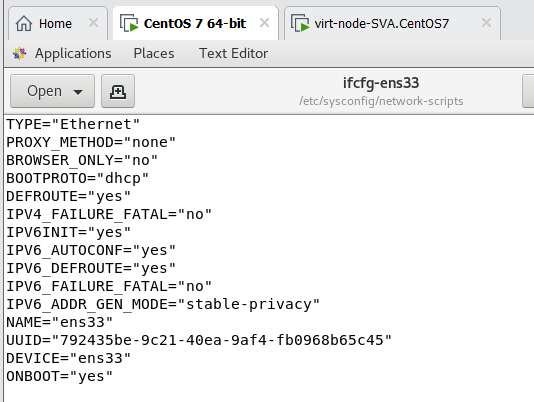 Home
CentOS 7 64-bit
virt-node-SVA.CentOS7
Applications Places Text Editor
Open
ifcfg-ens33
/etc/sysconfig/network-scripts
TYPE="Ethernet"
PROXY_METHOD="none"
BROWSER_ONLY="no"
BOOTPROTO="dhcp"
DEFROUTE="yes"
IPV4_FAILURE_FATAL="no"
IPV6INIT="yes"
IPV6_AUTOCONF="yes"
IPV6_DEFROUTE="yes"
IPV6_FAILURE_FATAL="no"
IPV6_ADDR_GEN_MODE="stable-privacy"
NAME="ens33"
UUID="792435be-9c21-40ea-9af4-fb0968b65c45"
DEVICE="ens33"
ONBOOT="yes"